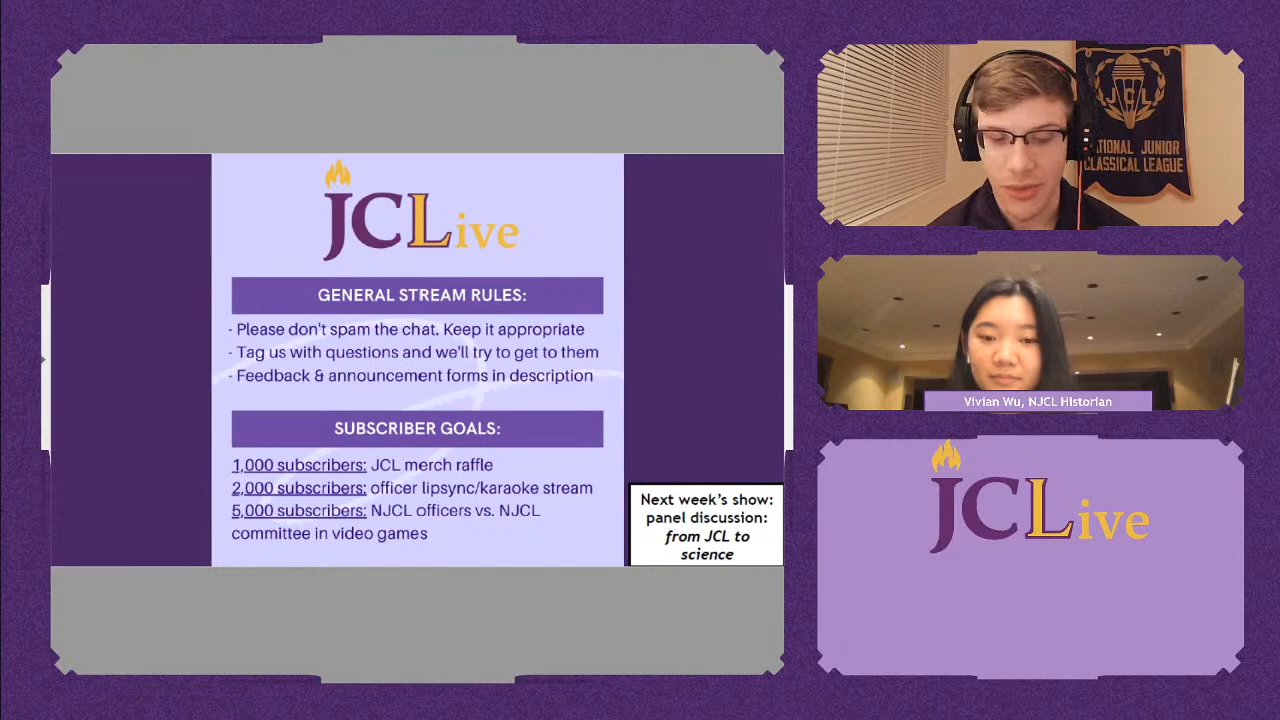 JCLive
GENERAL STREAM RULES:
- Please don't spam the chat. Keep it appropriate
- Tag us with questions and we'll try to get to them
- Feedback & announcement forms in description
SUBSCRIBER GOALS:
1,000 subscribers: JCL merch raffle
2,000 subscribers: officer lipsync/karaoke stream
5,000 subscribers: NJCL officers vs. NJCL
committee in video games
Next week's show:
panel discussion:
from JCL to
science
JCL
NATIONAL JUNIOR
CLASSICAL LEAGUE
Vivian Wu, NJCL Historian
JCLive